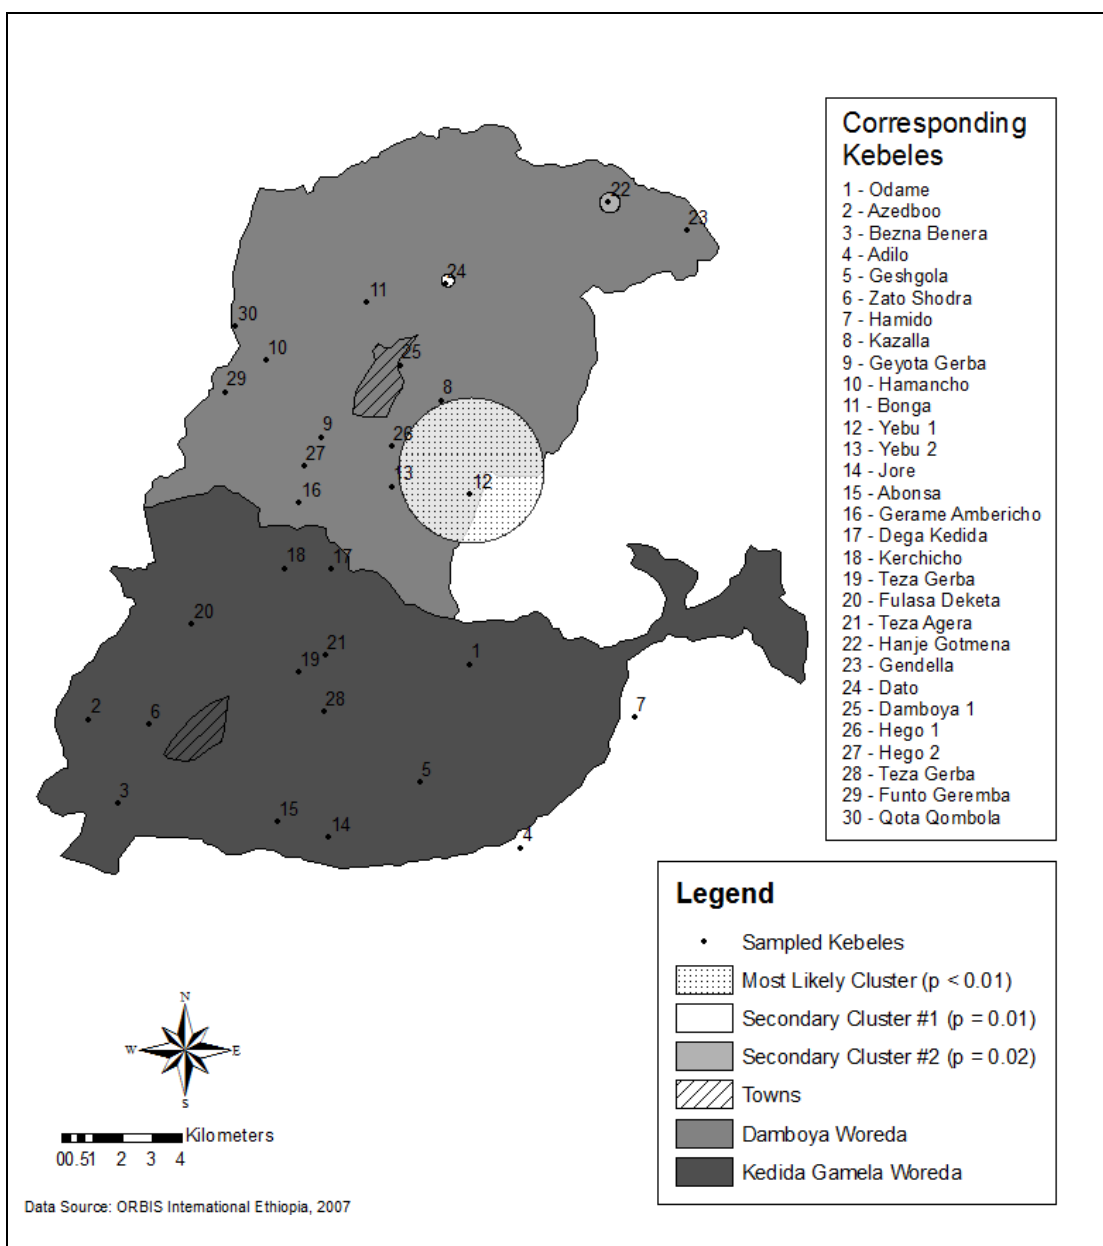 Corresponding
Kebeles
1 - Odame
2 - Azedboo
3 - Bezna Benera
4 - Adilo
5 - Geshgola
6 - Zato Shodra
7 - Hamido
8 - Kazalla
9 - Geyota Gerba
10 - Hamancho
11 - Bonga
12 - Yebu 1
13 - Yebu 2
14 - Jore
15 - Abonsa
16 - Gerame Ambericho
17 - Dega Kedida
18 - Kerchicho
19 - Teza Gerba
20 - Fulasa Deketa
21 - Teza Agera
22 - Hanje Gotmena
23 - Gendella
24 - Dato
25 - Damboya 1
26 - Hego 1
27 - Hego 2
28 - Teza Gerba
29 - Funto Geremba
30 - Qota Qombola
22
23
24
11
30
10
25
29
8
9
26
27
13
12
16
18
17
20
21
19
1
28
7
2
6
5
3
15
14
4
Legend
Sampled Kebeles
Most Likely Cluster (p < 0.01)
Secondary Cluster #1 (p = 0.01)
Secondary Cluster #2 (p = 0.02)
Towns
Damboya Woreda
Kedida Gamela Woreda
N
W E
S
Kilometers
00.51 2 3 4
Data Source: ORBIS International Ethiopia, 2007